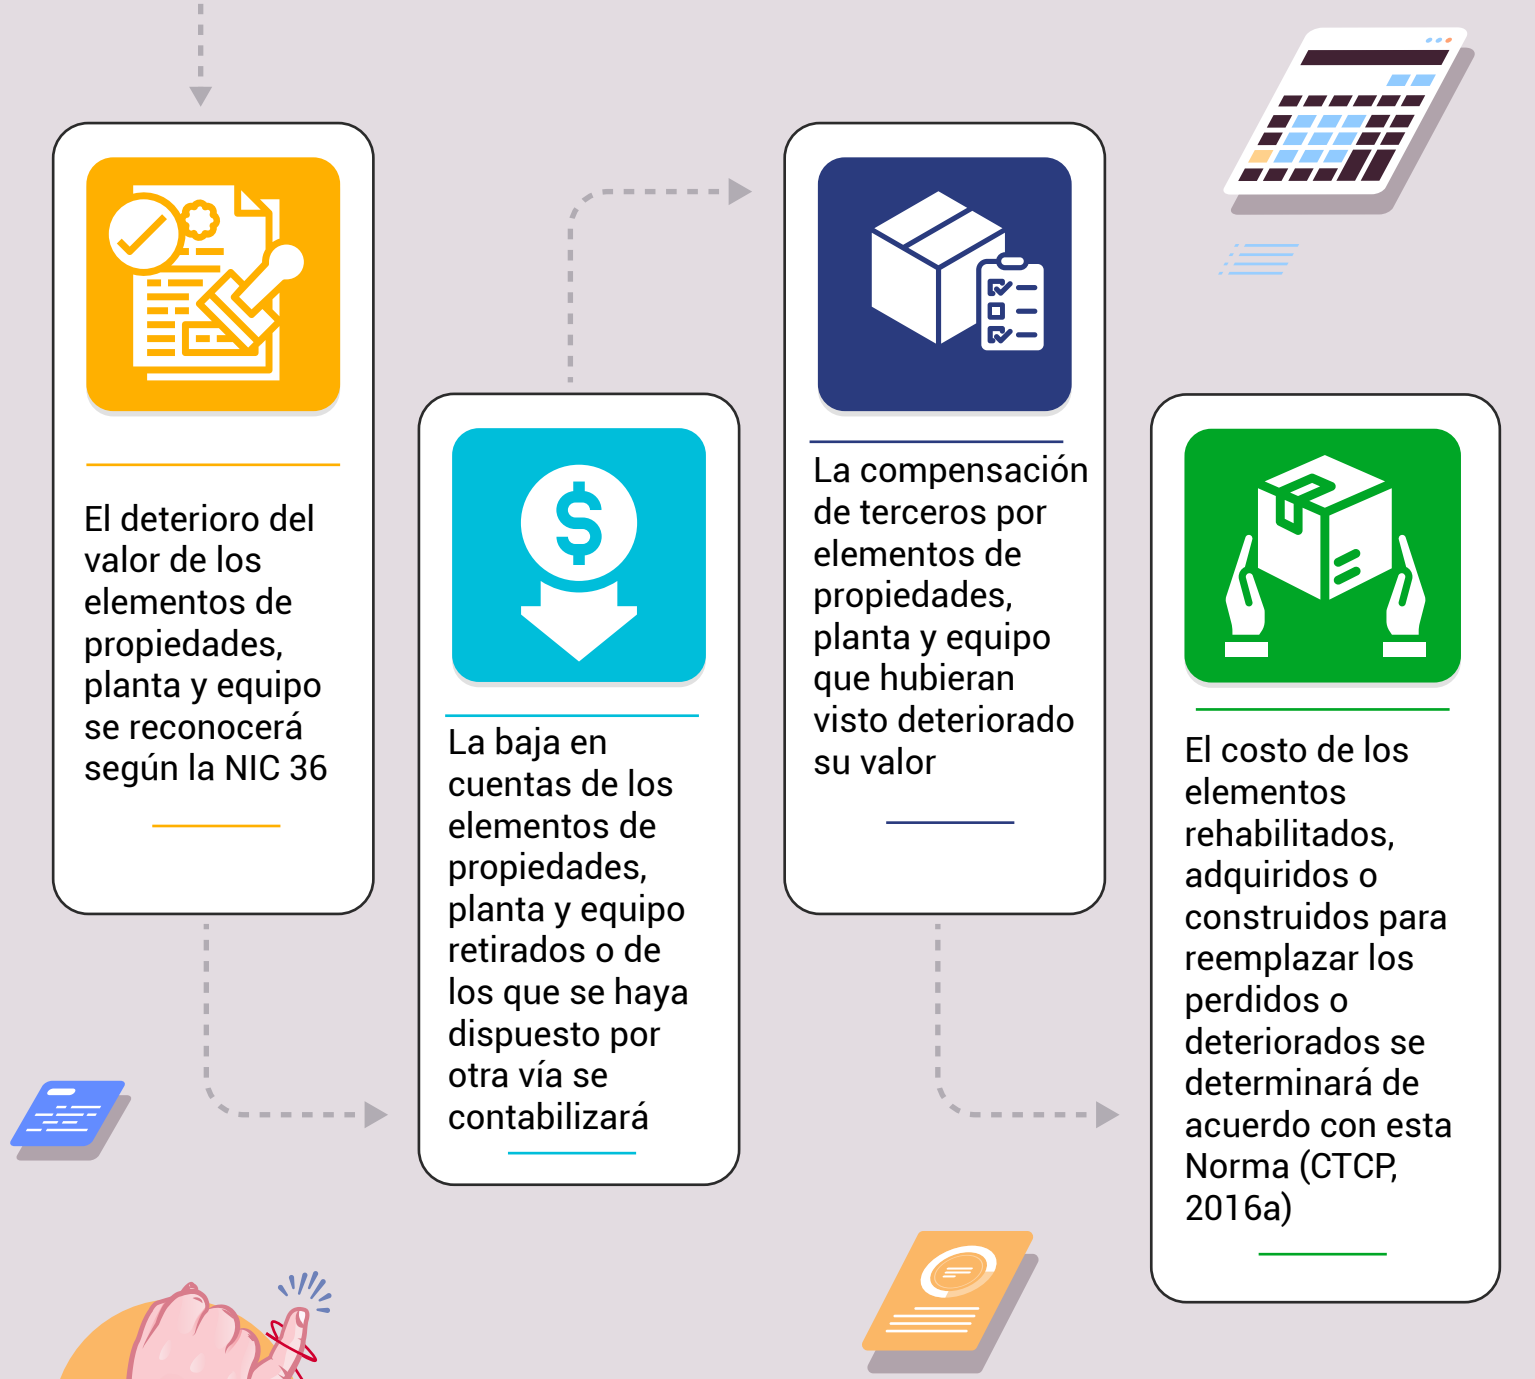 El deterioro del
valor de los
elementos de
propiedades,
planta y equipo
se reconocerá
según la NIC 36
La baja en
cuentas de los
elementos de
propiedades,
planta y equipo
retirados o de
los que se haya
dispuesto por
otra vía se
contabilizará
La compensación
de terceros por
elementos de
propiedades,
planta y equipo
que hubieran
visto deteriorado
su valor
El costo de los
elementos
rehabilitados,
adquiridos o
construidos para
reemplazar los
perdidos o
deteriorados se
determinará de
acuerdo con esta
Norma (CTCP,
2016a)